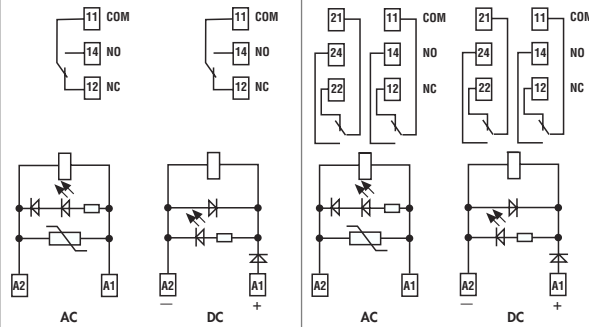 11 COM 11 COM 21 11 COM 21 11 COM
14 NO 14 NO 24 14 NO 24 14 NO
12 NC 12 NC 22 12 NC 22 12 NC
A2 A1 A2 A1 A2 A1 A2 A1
— + — +
AC DC AC DC